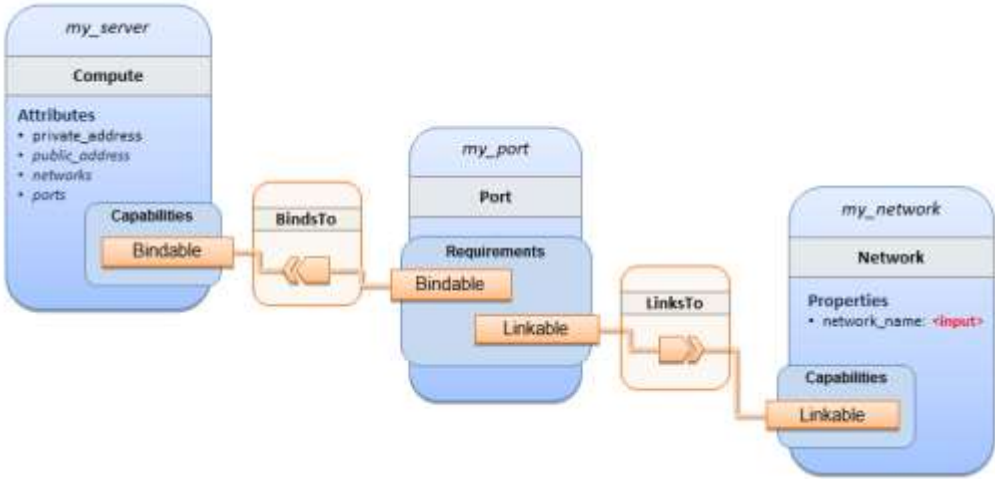 my_server
Compute
Attributes
• private_address
• public_address
• networks
• ports
Capabilities
Bindable
BindsTo
my_port
Port
Requirements
Bindable
Linkable
LinksTo
my_network
Network
Properties
• network_name: <input>
Capabilities
Linkable